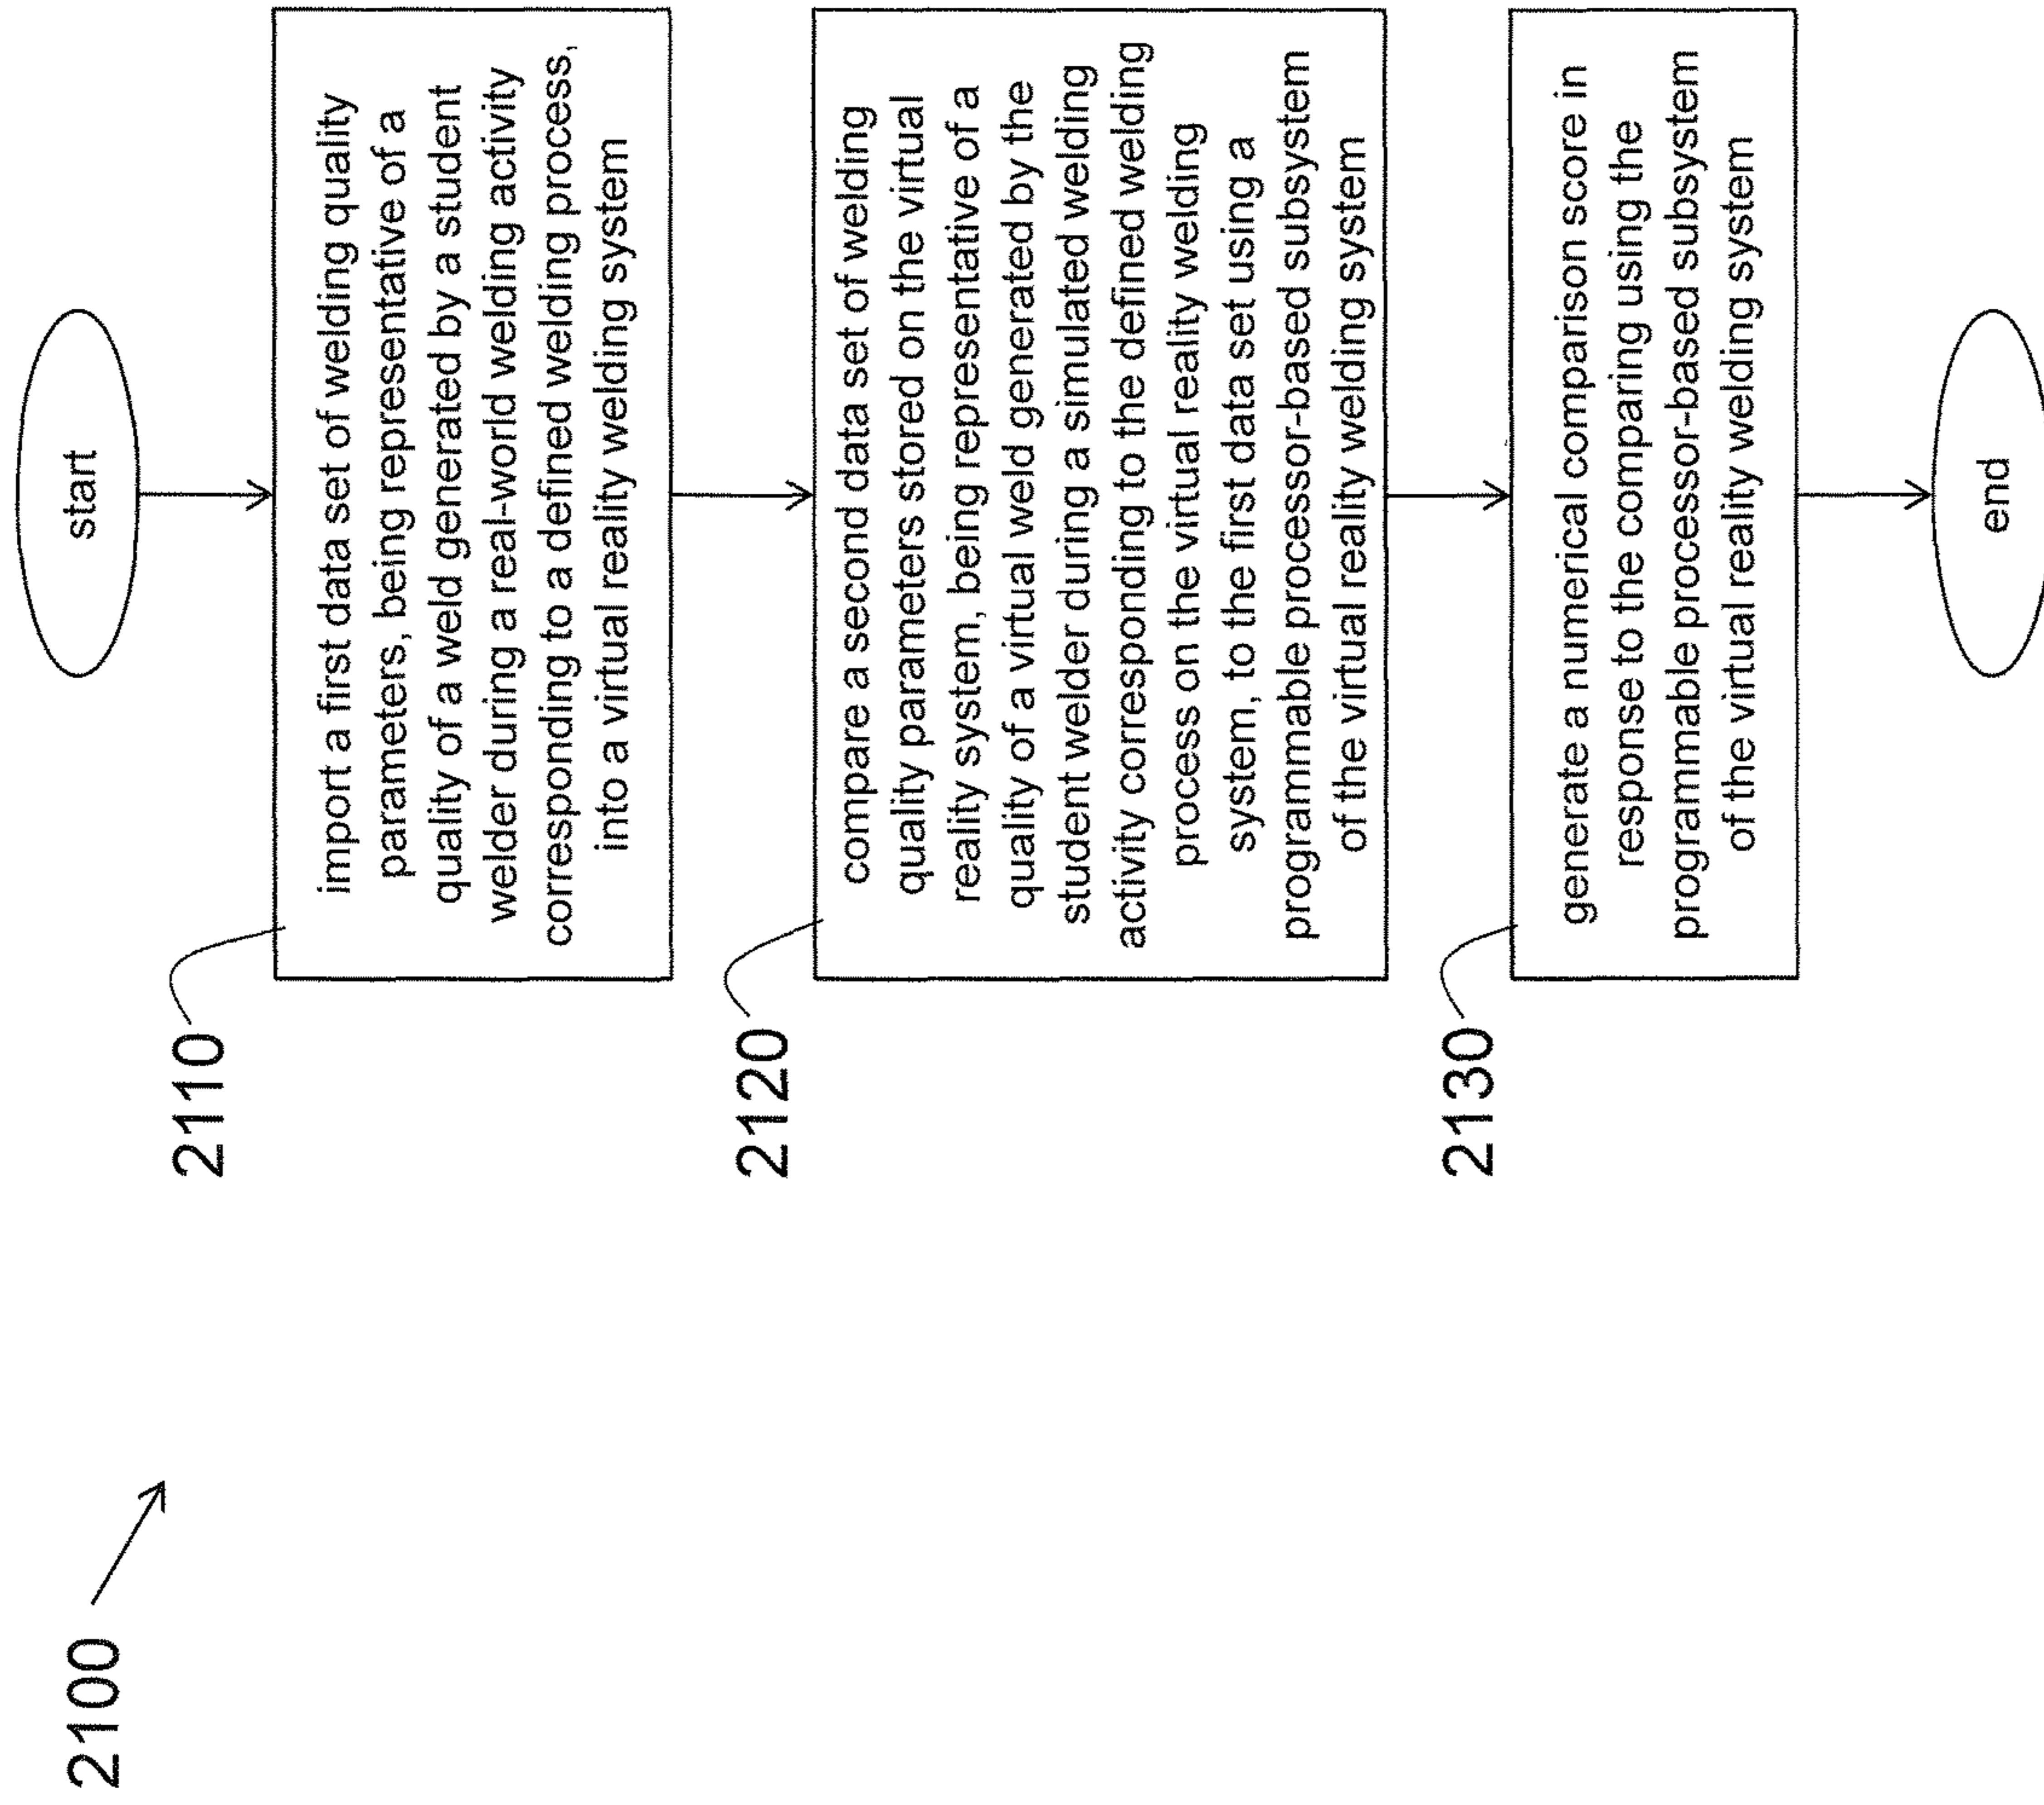 2100
start
2110
import a first data set of welding quality
parameters, being representative of a
quality of a weld generated by a student
welder during a real-world welding activity
corresponding to a defined welding process,
into a virtual reality welding system
2120
compare a second data set of welding
quality parameters stored on the virtual
reality system, being representative of a
quality of a virtual weld generated by the
student welder during a simulated welding
activity corresponding to the defined welding
process on the virtual reality welding
system, to the first data set using a
programmable processor-based subsystem
of the virtual reality welding system
2130
generate a numerical comparison score in
response to the comparing using the
programmable processor-based subsystem
of the virtual reality welding system
end